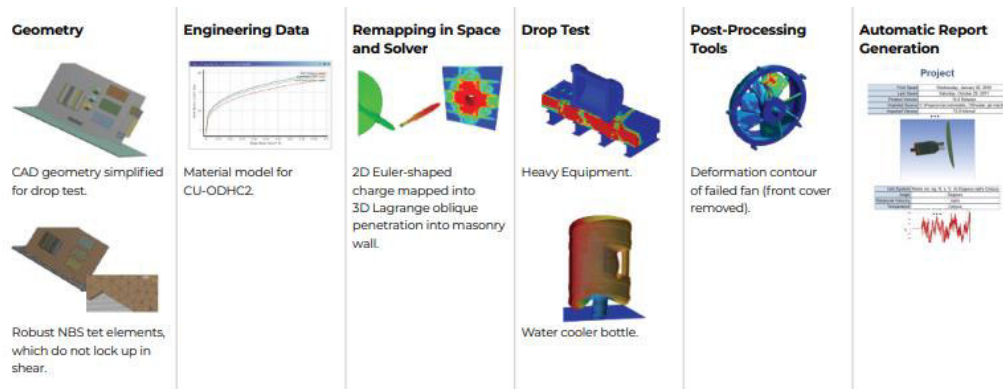 Geometry
CAD geometry simplified
for drop test.
Robust NBS tet elements,
which do not lock up in
shear.
Engineering Data
Material model for
CU-ODHC2.
Remapping in Space
and Solver
2D Euler-shaped
charge mapped into
3D Lagrange oblique
penetration into masonry
wall.
Drop Test
Heavy Equipment.
Water cooler bottle.
Post-Processing
Tools
Deformation contour
of failed fan (front cover
removed).
Automatic Report
Generation
Project